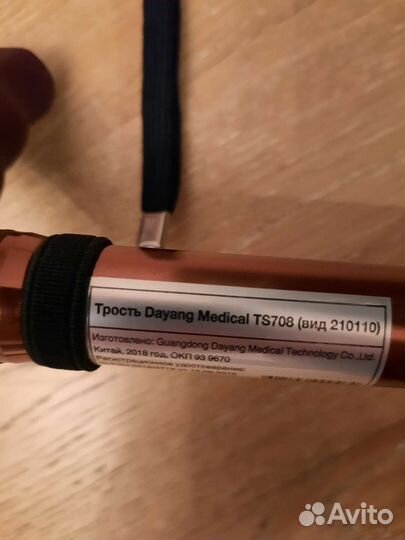 Трость Dayang Medical TS708 (вид 210110)
Изготовлено: Guangdong Dayang Medical Technology Co.,Ltd.
Китай, 2018 год, ОКП 93 9670
Регистрационное удостоверение:
Avito